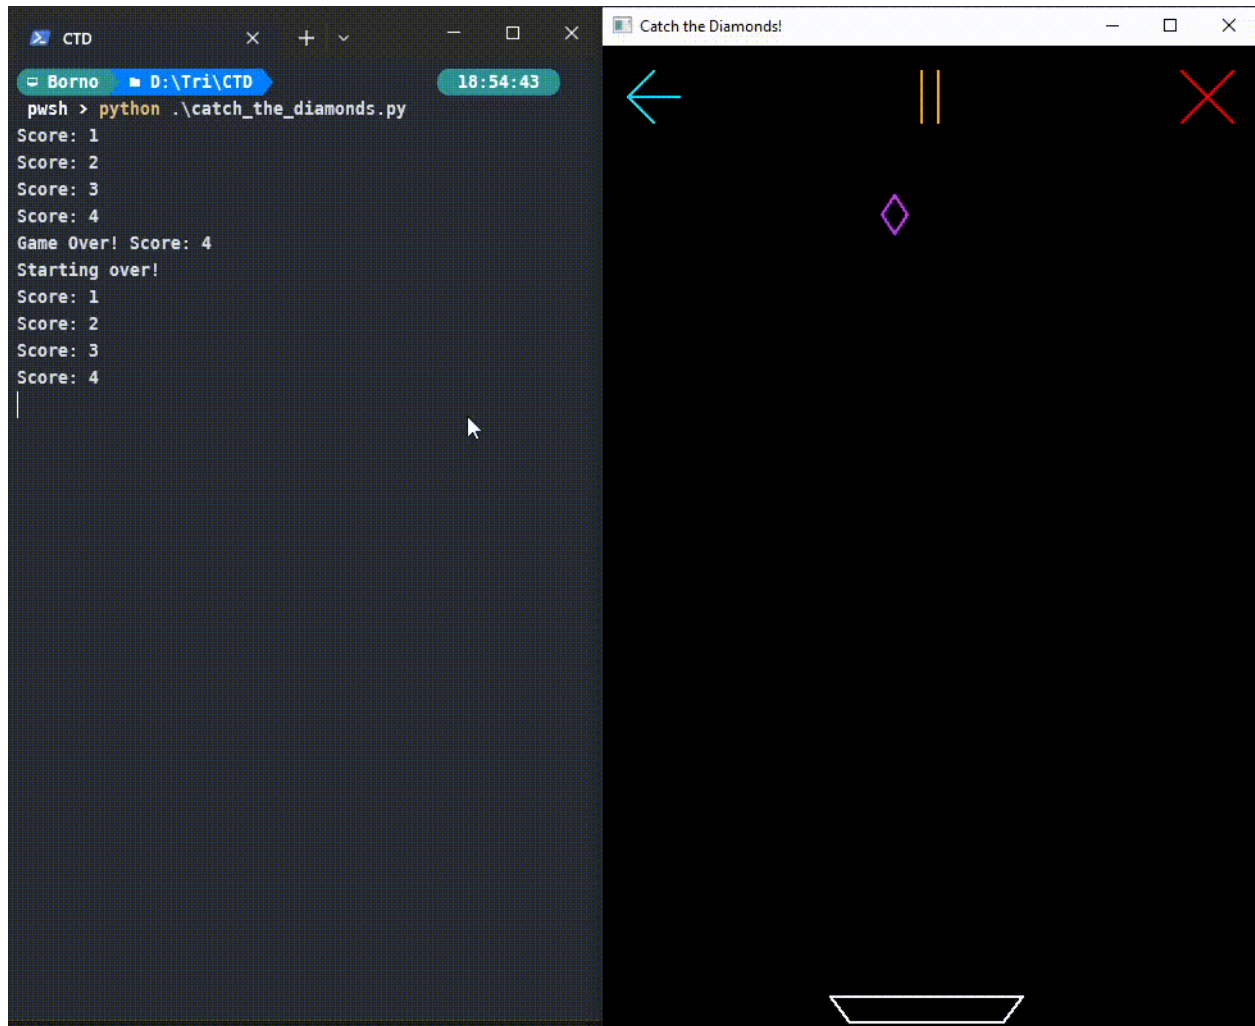 CTD
Borno D:\Tri\CTD 18:54:43
pwsh > python .\catch_the_diamonds.py
Score: 1
Score: 2
Score: 3
Score: 4
Game Over! Score: 4
Starting over!
Score: 1
Score: 2
Score: 3
Score: 4
Catch the Diamonds!